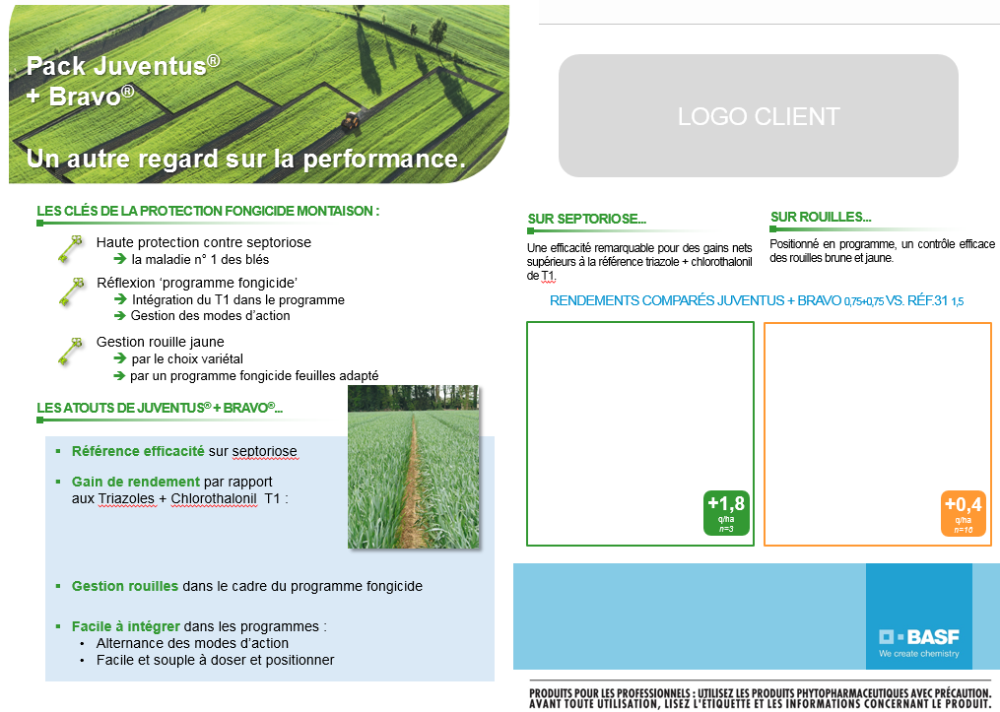 Pack Juventus®
+ Bravo®
Un autre regard sur la performance.
LES CLÉS DE LA PROTECTION FONGICIDE MONTAISON :
Haute protection contre septoriose
➔ la maladie n° 1 des blés
Réflexion ‘programme fongicide’
➔ Intégration du T1 dans le programme
➔ Gestion des modes d’action
Gestion rouille jaune
➔ par le choix variétal
➔ par un programme fongicide feuilles adapté
LES ATOUTS DE JUVENTUS® + BRAVO®...
▪ Référence efficacité sur septoriose
▪ Gain de rendement par rapport
aux Triazoles + Chlorothalonil T1 :
▪ Gestion rouilles dans le cadre du programme fongicide
▪ Facile à intégrer dans les programmes :
• Alternance des modes d’action
• Facile et souple à doser et positionner
LOGO CLIENT
SUR SEPTORIOSE...
Une efficacité remarquable pour des gains nets
supérieurs à la référence triazole + chlorothalonil
de T1.
SUR ROUILLES...
Positionné en programme, un contrôle efficace
des rouilles brune et jaune.
RENDEMENTS COMPARÉS JUVENTUS + BRAVO 0,75+0,75 VS. RÉF.31 1,5
+1,8
q/ha
n=3
+0,4
q/ha
n=16
BASF
We create chemistry
PRODUITS POUR LES PROFESSIONNELS : UTILISEZ LES PRODUITS PHYTOPHARMACEUTIQUES AVEC PRÉCAUTION.
AVANT TOUTE UTILISATION, LISEZ L'ÉTIQUETTE ET LES INFORMATIONS CONCERNANT LE PRODUIT.